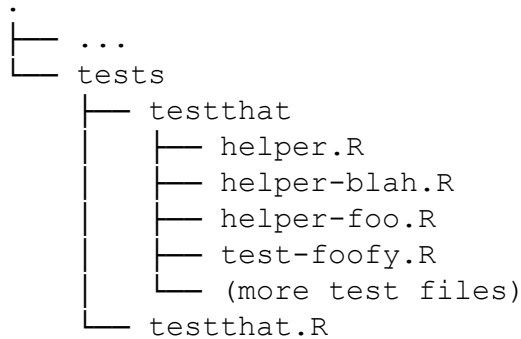 .
├── ...
└── tests
    ├── testthat
    │   ├── helper.R
    │   ├── helper-blah.R
    │   ├── helper-foo.R
    │   ├── test-foofy.R
    │   └── (more test files)
    └── testthat.R